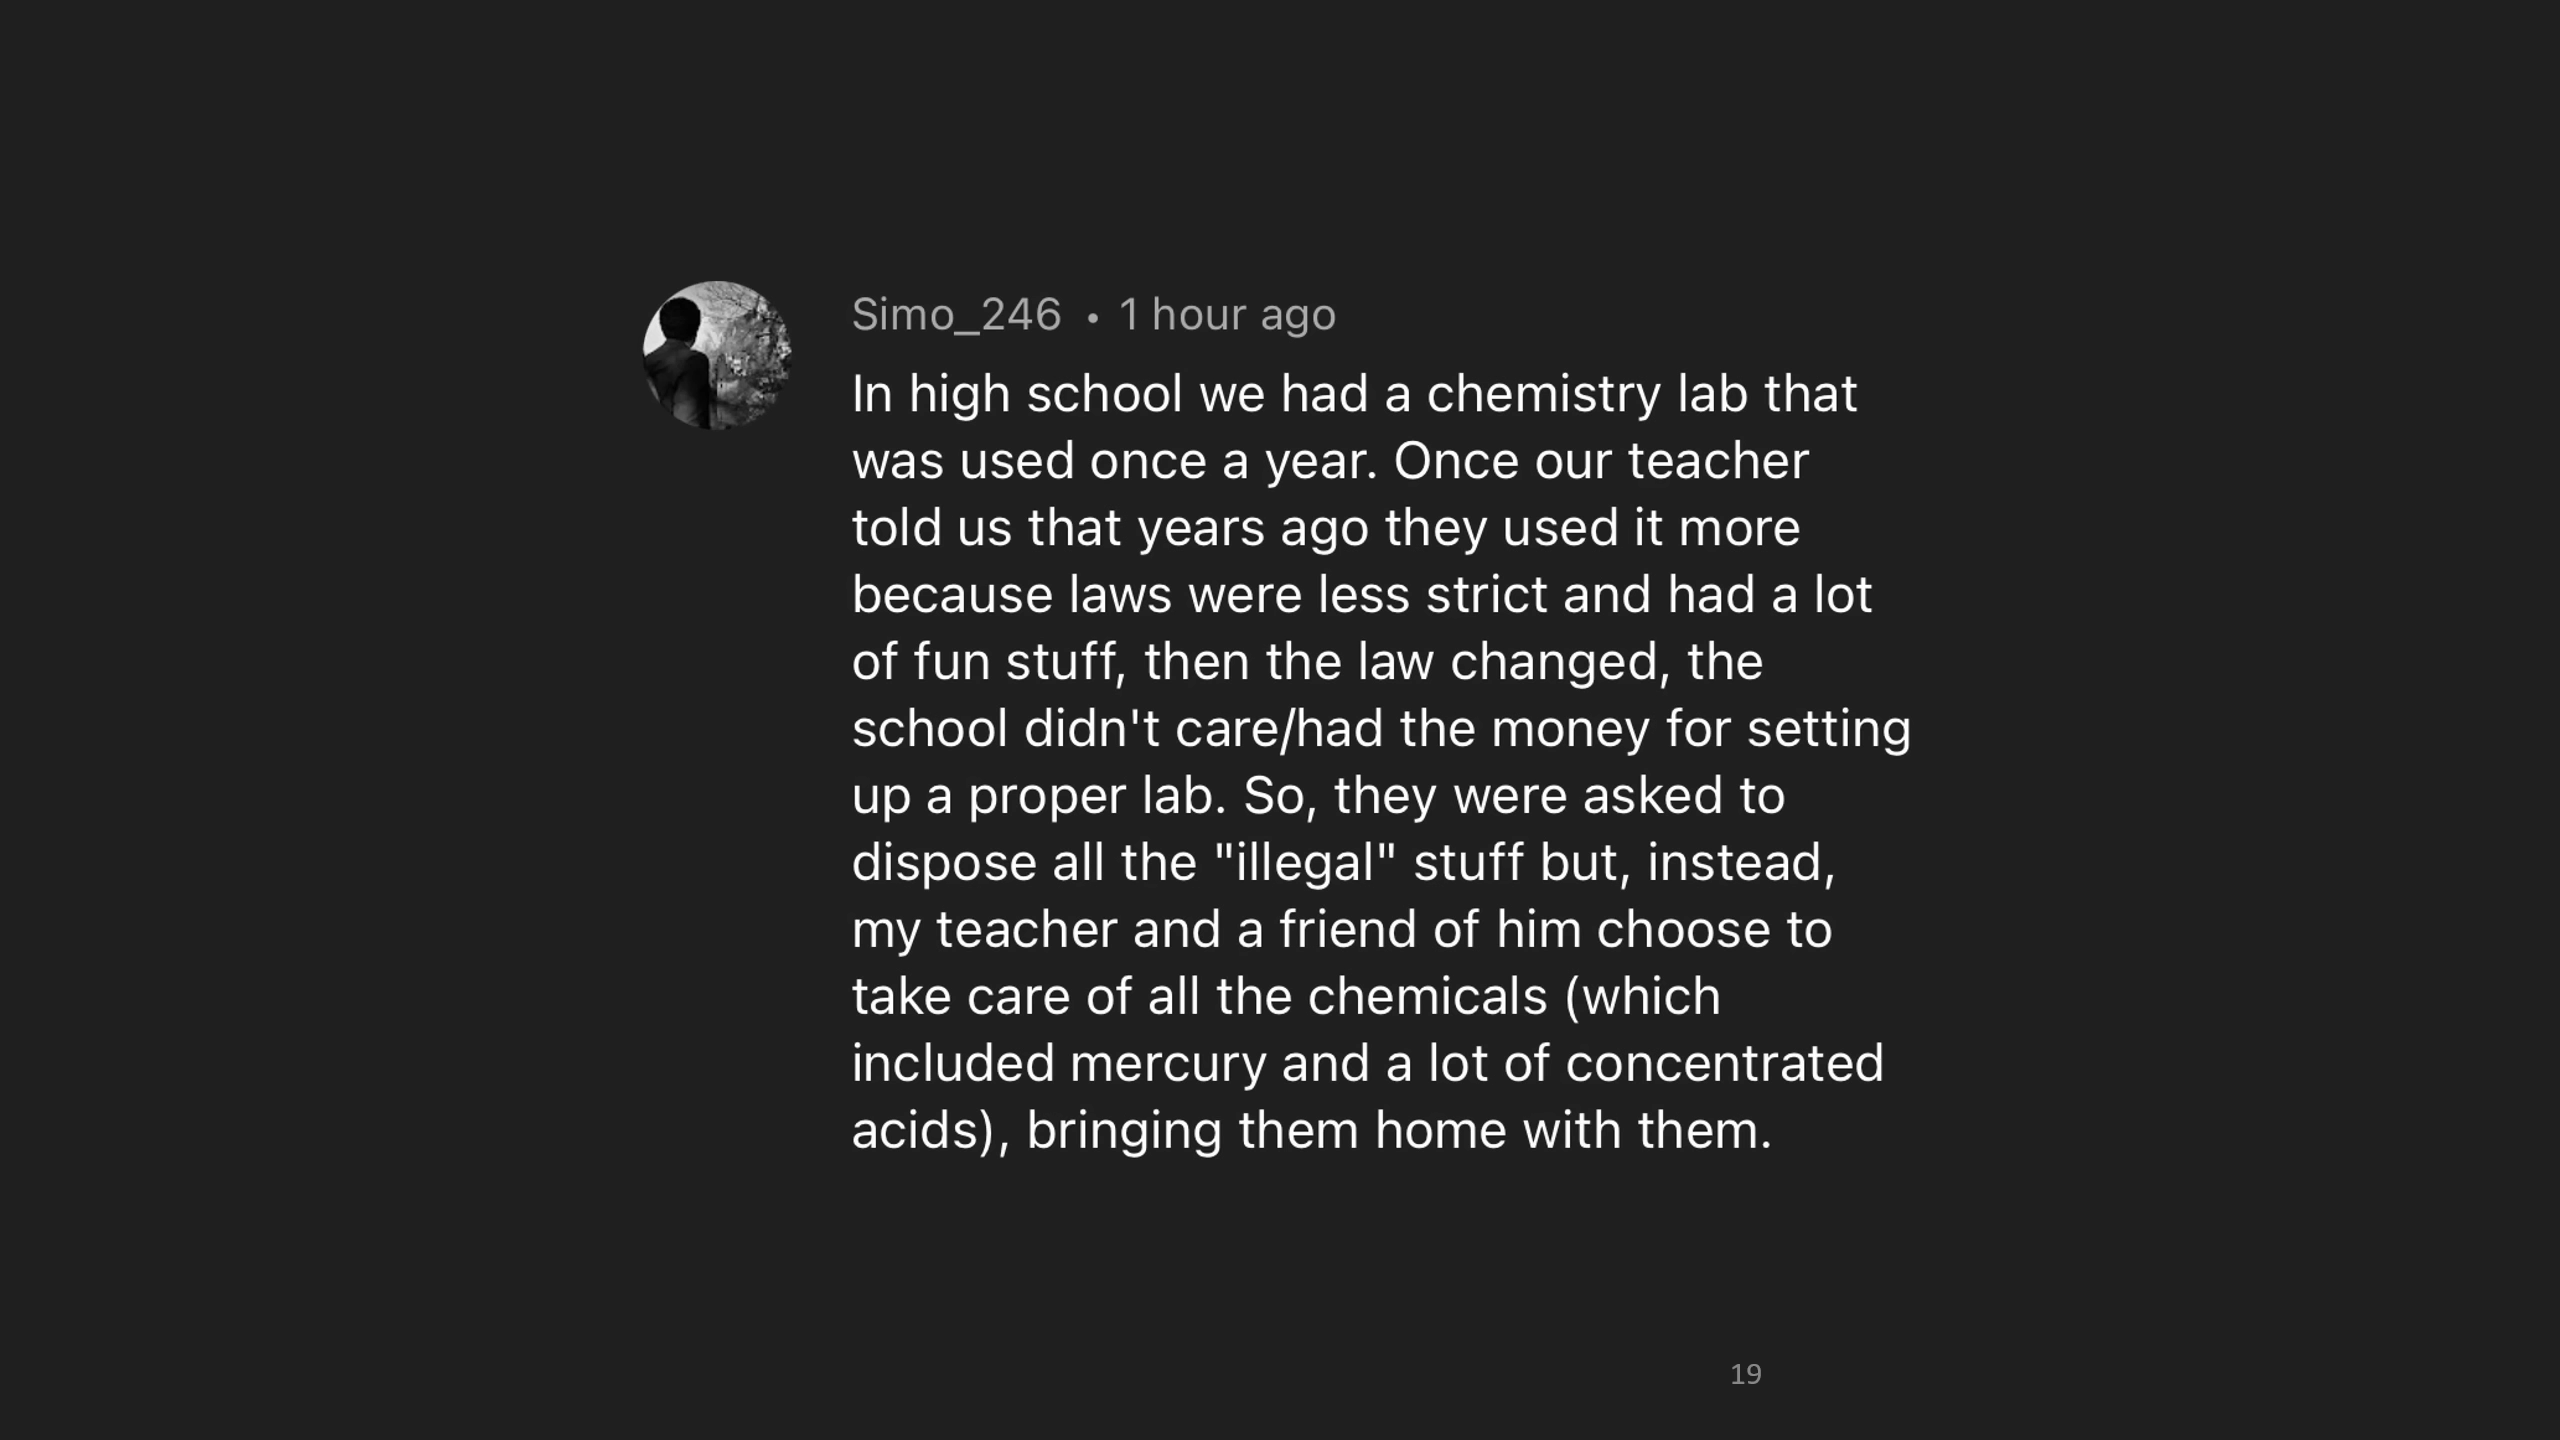 Simo_246 • 1 hour ago
In high school we had a chemistry lab that
was used once a year. Once our teacher
told us that years ago they used it more
because laws were less strict and had a lot
of fun stuff, then the law changed, the
school didn't care/had the money for setting
up a proper lab. So, they were asked to
dispose all the "illegal" stuff but, instead,
my teacher and a friend of him choose to
take care of all the chemicals (which
included mercury and a lot of concentrated
acids), bringing them home with them.
19